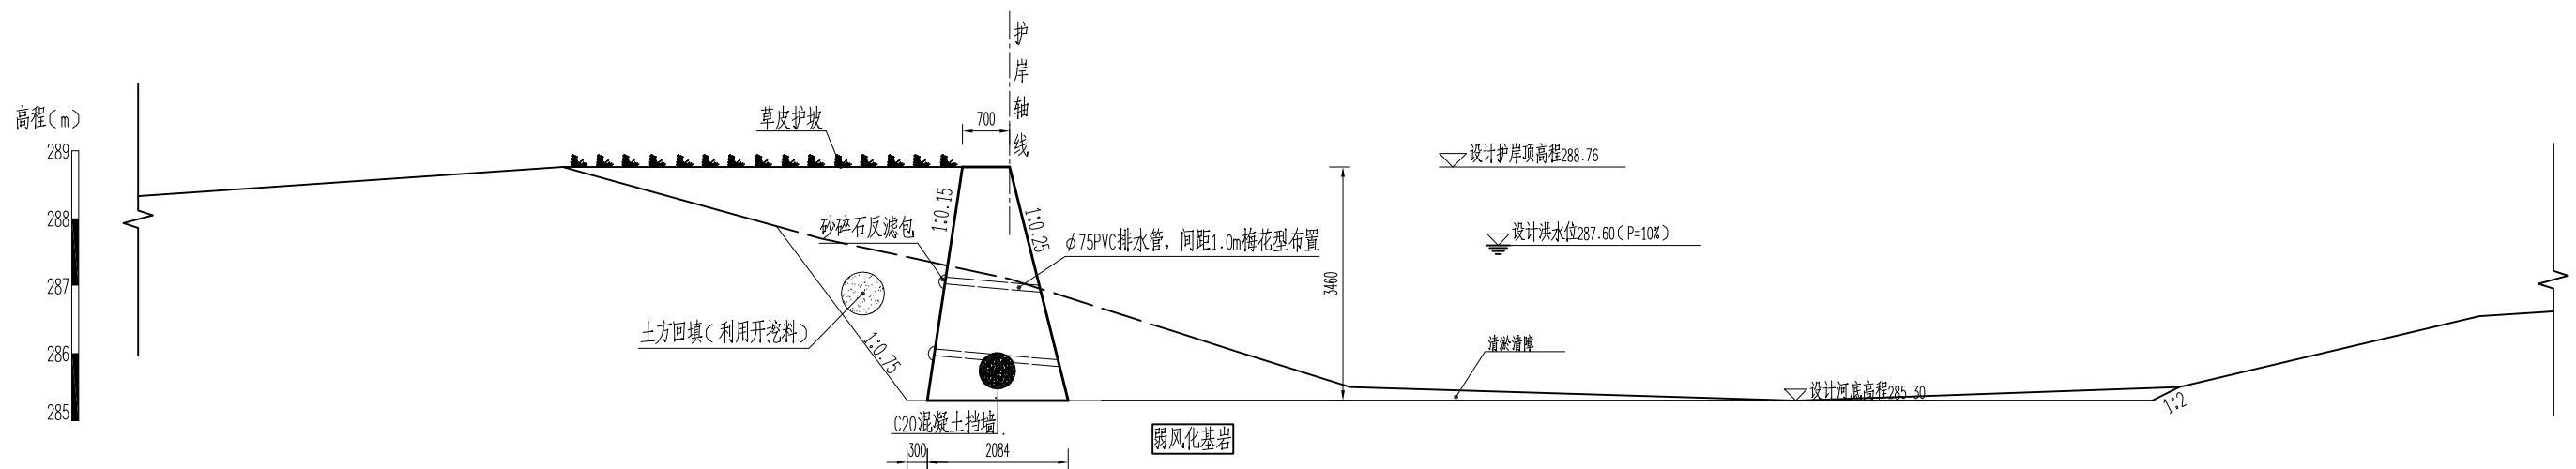 护岸轴线
高程(m)
草皮护坡
700
289
设计护岸顶高程288.76
1:0.15
1:0.25
288
砂碎石反滤包
设计洪水位287.60(P=10%)
φ75PVC排水管，间距1.0m梅花型布置
287
3460
土方回填(利用开挖料)
1:0.75
286
清淤清障
设计河底高程285.30
1:2
285
C20混凝土挡墙
弱风化基岩
300
2084